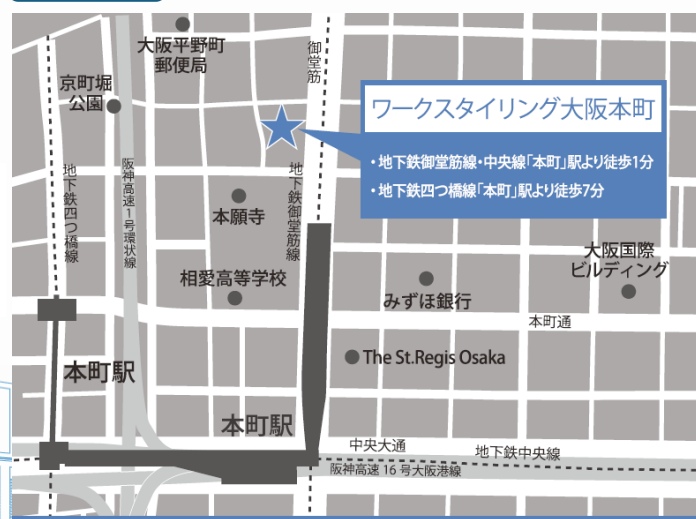 大阪平野町
郵便局
御堂筋
京町堀
公園
ワークスタイリング大阪本町
・地下鉄御堂筋線・中央線「本町」駅より徒歩1分
・地下鉄四つ橋線「本町」駅より徒歩7分
地下鉄四つ橋線
阪神高速1号環状線
地下鉄御堂筋線
本願寺
相愛高等学校
みずほ銀行
大阪国際
ビルディング
本町通
本町駅
The St.Regis Osaka
本町駅
中央大通
地下鉄中央線
阪神高速16号大阪港線